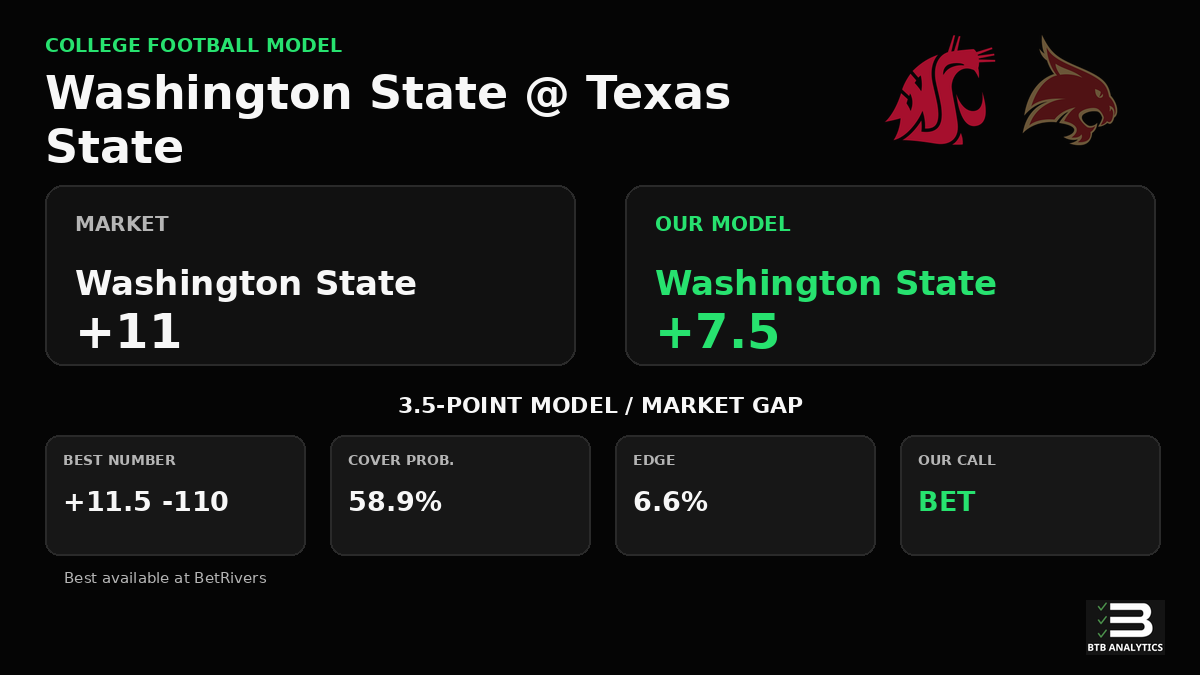 COLLEGE FOOTBALL MODEL
Washington State @ Texas
State
MARKET
Washington State
+11
OUR MODEL
Washington State
+7.5
3.5-POINT MODEL / MARKET GAP
BEST NUMBER
+11.5 -110
COVER PROB.
58.9%
EDGE
6.6%
OUR CALL
BET
Best available at BetRivers
BTB ANALYTICS